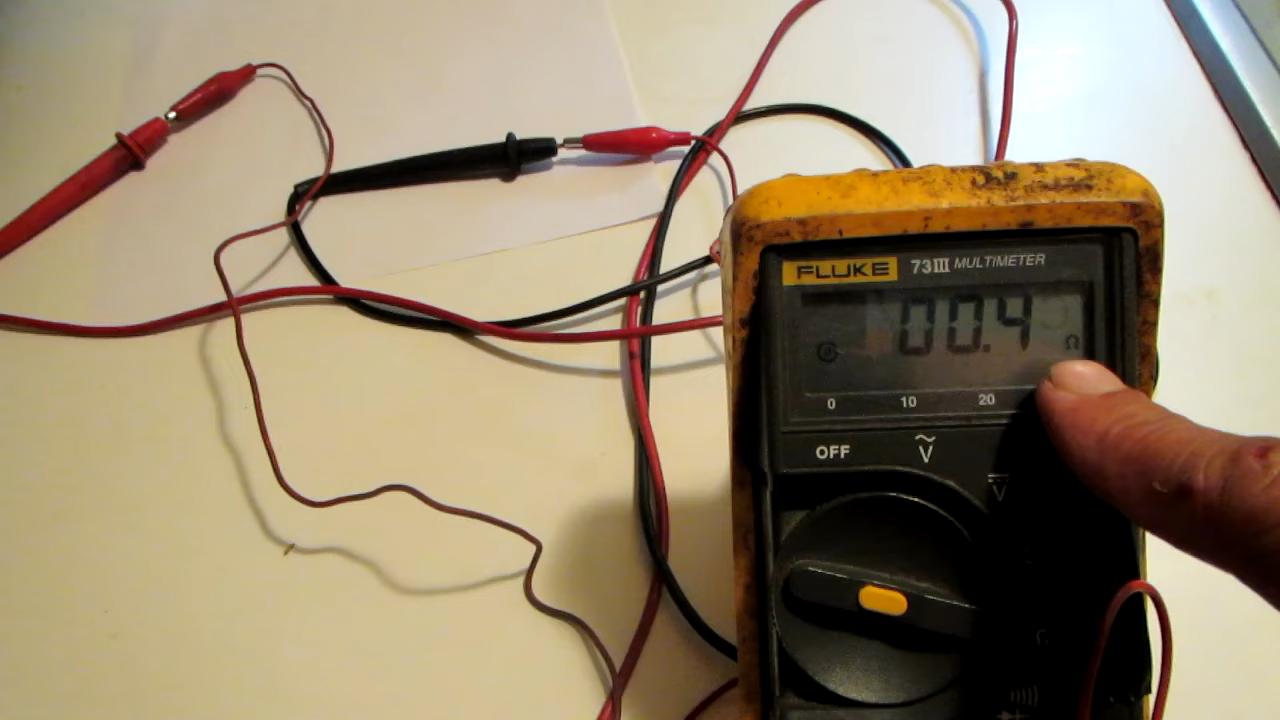 FLUKE 73III MULTIMETER
00.4 Ω
0 10 20
OFF Ṽ
V